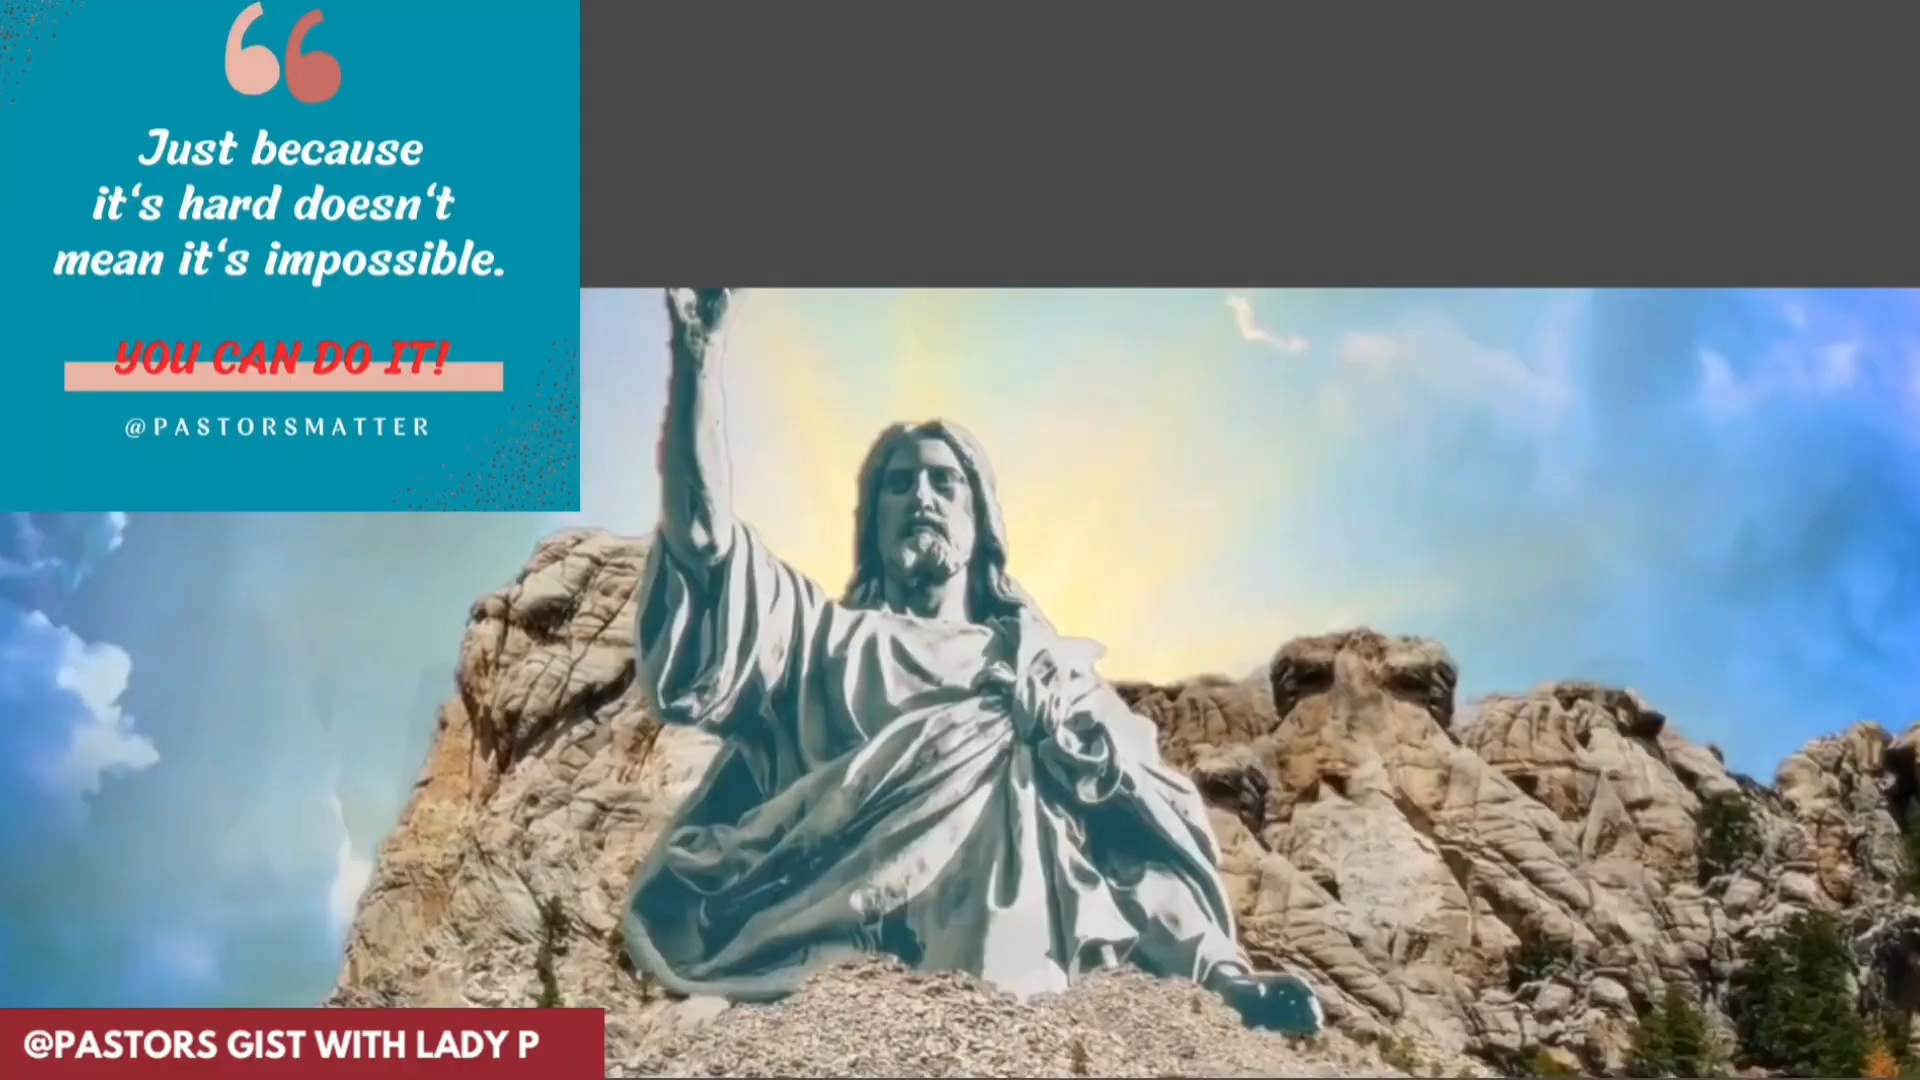 Just because
it‘s hard doesn‘t
mean it‘s impossible.
YOU CAN DO IT!
@PASTORSMATTER
@PASTORS GIST WITH LADY P